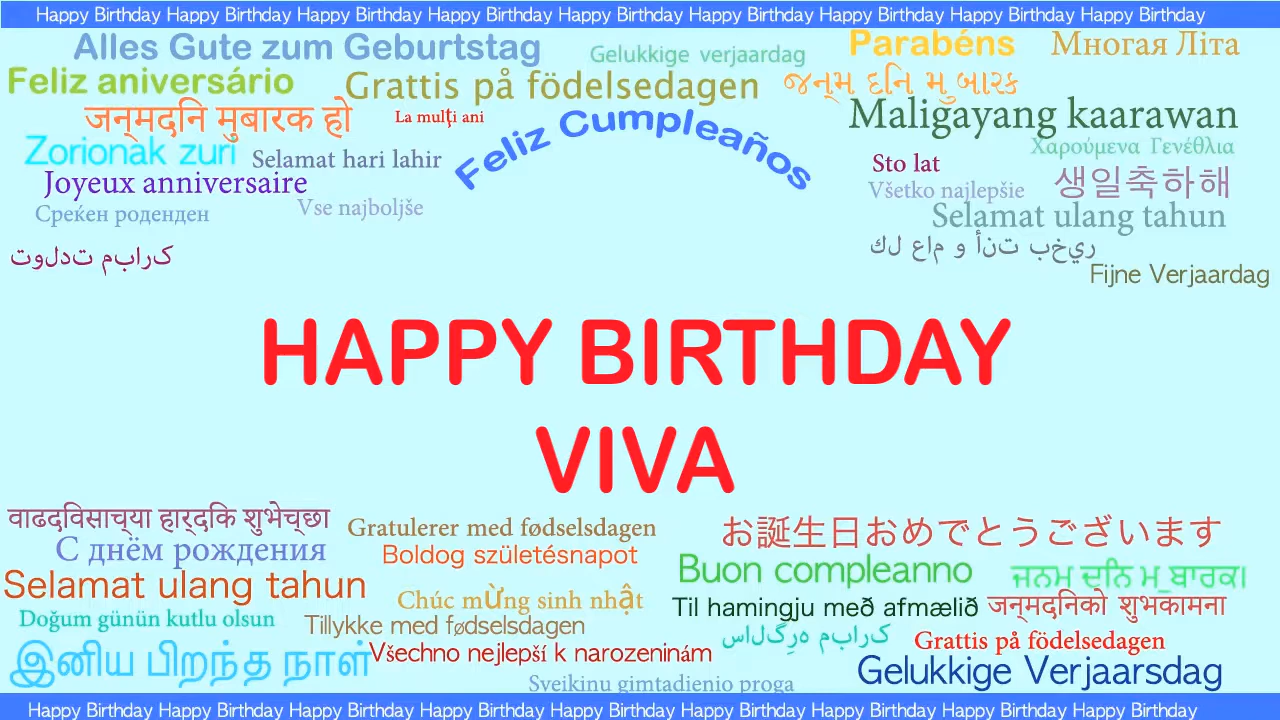 Happy Birthday Happy Birthday Happy Birthday Happy Birthday Happy Birthday Happy Birthday Happy Birthday Happy Birthday Happy Birthday
Alles Gute zum Geburtstag
Gelukkige verjaardag
Parabéns
Многая Літа
Feliz aniversário
Grattis på födelsedagen
જન્મ દનિ મુબારક
जन्मदनि मुबारक हो
La mulţi ani
Feliz Cumpleaños
Maligayang kaarawan
Zorionak zuri
Selamat hari lahir
Sto lat
Χαρούμενα Γενέθλια
Joyeux anniversaire
Všetko najlepšie
생일축하해
Среќен роденден
Vse najboljše
Selamat ulang tahun
تولدت مبارک
كل عام و أنت بخير
Fijne Verjaardag
HAPPY BIRTHDAY
VIVA
वाढदविसाच्या हार्दकि शुभेच्छा
Gratulerer med fødselsdagen
お誕生日おめでとうございます
С днём рождения
Boldog születésnapot
Buon compleanno
ਜਨਮ ਦਨਿ ਮੁਬਾਰਕ।
Selamat ulang tahun
Chúc mừng sinh nhật
Til hamingju með afmælið
जन्मदनिको शुभकामना
Doğum günün kutlu olsun
Tillykke med fødselsdagen
سالگرہ مبارک
Grattis på födelsedagen
இனிய பிறந்த நாள்
Všechno nejlepší k narozeninám
Gelukkige Verjaarsdag
Sveikinu gimtadienio proga
Happy Birthday Happy Birthday Happy Birthday Happy Birthday Happy Birthday Happy Birthday Happy Birthday Happy Birthday Happy Birthday